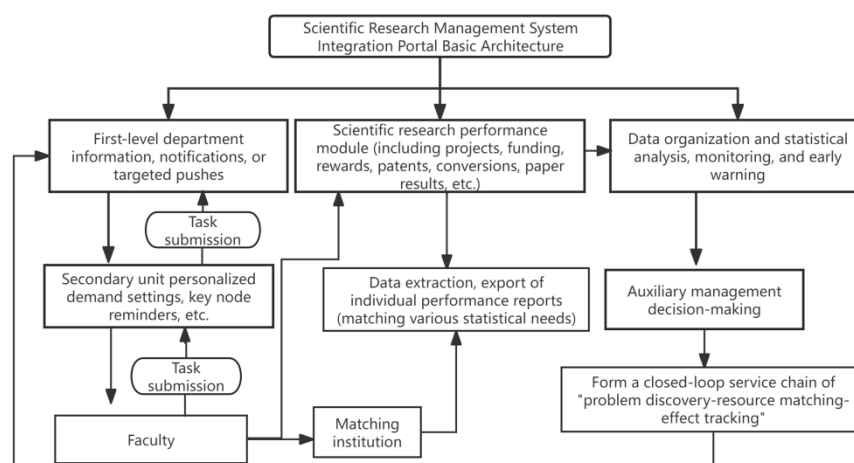 Scientific Research Management System
Integration Portal Basic Architecture
First-level department
information, notifications, or
targeted pushes
Scientific research performance
module (including projects, funding,
rewards, patents, conversions, paper
results, etc.)
Data organization and statistical
analysis, monitoring, and early
warning
Task
submission
Secondary unit personalized
demand settings, key node
reminders, etc.
Data extraction, export of
individual performance reports
(matching various statistical needs)
Auxiliary management
decision-making
Task
submission
Form a closed-loop service chain of
"problem discovery-resource matching-
effect tracking"
Faculty
Matching
institution